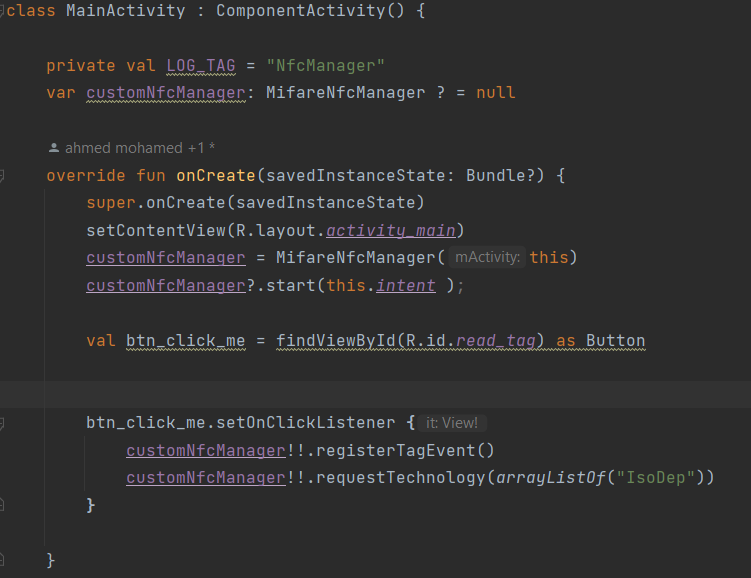 class MainActivity : ComponentActivity() {
private val LOG_TAG = "NfcManager"
var customNfcManager: MifareNfcManager ? = null
ahmed mohamed +1 *
override fun onCreate(savedInstanceState: Bundle?) {
super.onCreate(savedInstanceState)
setContentView(R.layout.activity_main)
customNfcManager = MifareNfcManager( mActivity: this)
customNfcManager?.start(this.intent );
val btn_click_me = findViewById(R.id.read_tag) as Button
btn_click_me.setOnClickListener { it: View!
customNfcManager!!.registerTagEvent()
customNfcManager!!.requestTechnology(arrayListOf("IsoDep"))
}
}